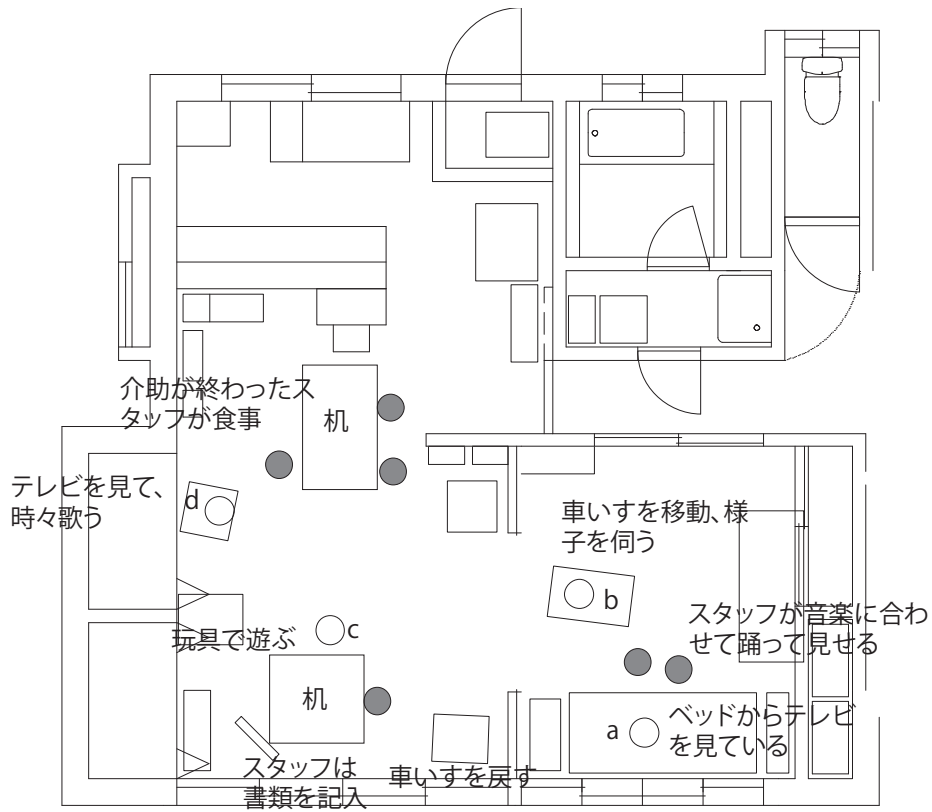 介助が終わったス
タッフが食事
机
テレビを見て、
時々歌う
d
車いすを移動、様
子を伺う
b
スタッフが音楽に合わ
せて踊って見せる
玩具で遊ぶ
c
机
a
ベッドからテレビ
を見ている
スタッフは
書類を記入
車いすを戻す